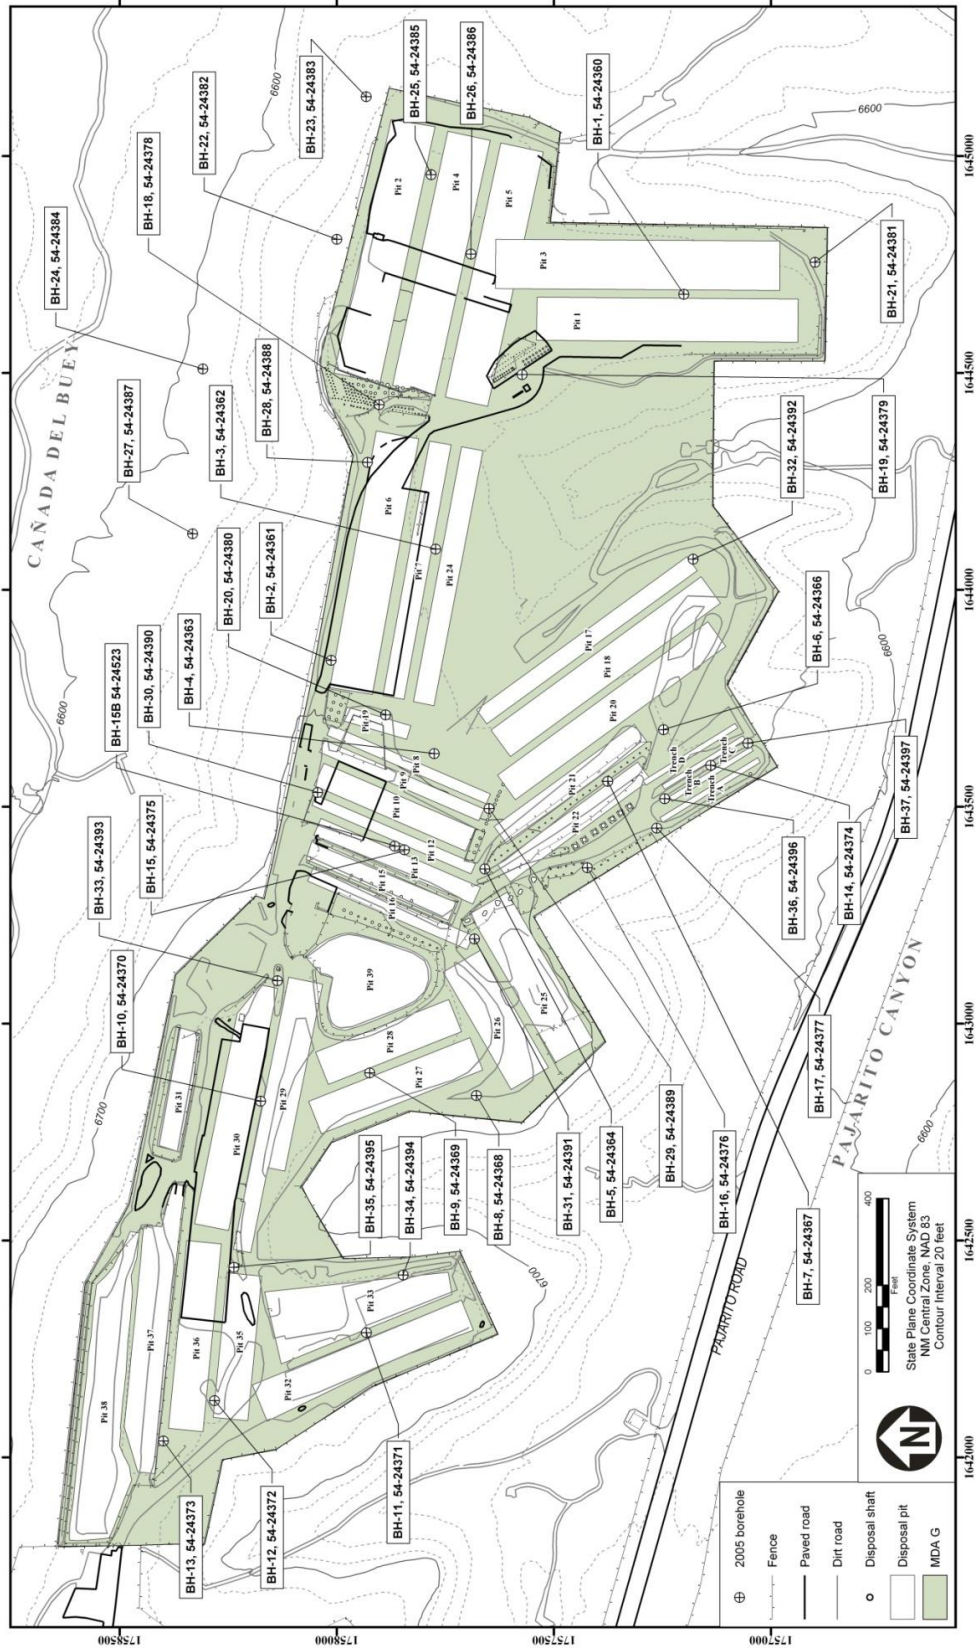 CAÑADA DEL BUEY
BH-24, 54-24384
BH-22, 54-24382
BH-23, 54-24383
BH-25, 54-24385
BH-26, 54-24386
BH-1, 54-24360
BH-18, 54-24378
BH-27, 54-24387
BH-3, 54-24362
BH-28, 54-24388
BH-20, 54-24380
BH-2, 54-24361
BH-15B 54-24523
BH-30, 54-24390
BH-4, 54-24363
BH-15, 54-24375
BH-33, 54-24393
BH-10, 54-24370
BH-21, 54-24381
BH-19, 54-24379
BH-32, 54-24392
BH-6, 54-24366
BH-37, 54-24397
BH-14, 54-24374
BH-36, 54-24396
BH-17, 54-24377
BH-7, 54-24367
BH-16, 54-24376
BH-29, 54-24389
BH-5, 54-24364
BH-31, 54-24391
BH-8, 54-24368
BH-9, 54-24369
BH-34, 54-24394
BH-35, 54-24395
BH-11, 54-24371
BH-12, 54-24372
BH-13, 54-24373
Pit 38
Pit 37
Pit 36
Pit 35
Pit 32
Pit 33
Pit 31
Pit 30
Pit 29
Pit 28
Pit 27
Pit 26
Pit 25
Pit 39
Pit 16
Pit 15
Pit 13
Pit 12
Pit 10
Pit 9
Pit 8
Pit 19
Pit 22
Pit 21
Pit 20
Pit 18
Pit 17
Trench A
Trench B
Trench C
Trench D
Pit 6
Pit 7
Pit 24
Pit 2
Pit 4
Pit 5
Pit 3
Pit 1
6600
6600
6600
6600
6600
6700
6700
PAJARITO ROAD
PAJARITO CANYON
1758500
1758000
1757500
1757000
1642000
1642500
1643000
1643500
1644000
1644500
1645000
2005 borehole
Fence
Paved road
Dirt road
Disposal shaft
Disposal pit
MDA G
N
0 100 200 400
Feet
State Plane Coordinate System
NM Central Zone, NAD 83
Contour Interval 20 feet